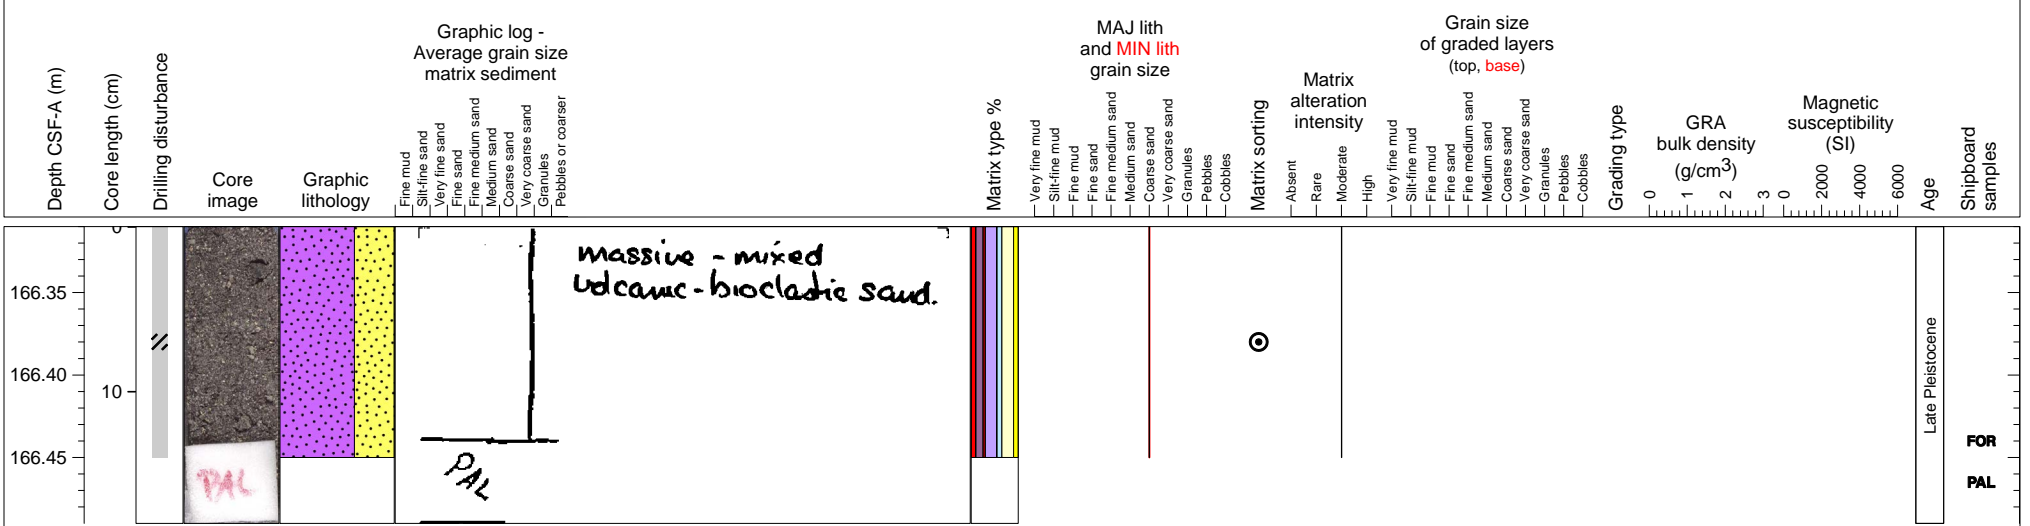 Depth CSF-A (m)
Core length (cm)
Drilling disturbance
Core
image
Graphic
lithology
Graphic log -
Average grain size
matrix sediment
Fine mud
Silt-fine sand
Very fine sand
Fine sand
Fine medium sand
Medium sand
Coarse sand
Very coarse sand
Granules
Pebbles or coarser
Matrix type %
MAJ lith
and MIN lith
grain size
Very fine mud
Silt-fine mud
Fine mud
Fine sand
Fine medium sand
Medium sand
Coarse sand
Very coarse sand
Granules
Pebbles
Cobbles
Matrix sorting
Matrix
alteration
intensity
Absent
Rare
Moderate
High
Grain size
of graded layers
(top, base)
Very fine mud
Silt-fine mud
Fine mud
Fine sand
Fine medium sand
Medium sand
Coarse sand
Very coarse sand
Granules
Pebbles
Cobbles
Grading type
GRA
bulk density
(g/cm3)
0 1 2 3
Magnetic
susceptibility
(SI)
0 2000 4000 6000
Age
Shipboard
samples
0
massive - mixed
volcanic-bioclastic sand.
166.35
166.40
10
166.45
PAL
PAL
Late Pleistocene
FOR
PAL